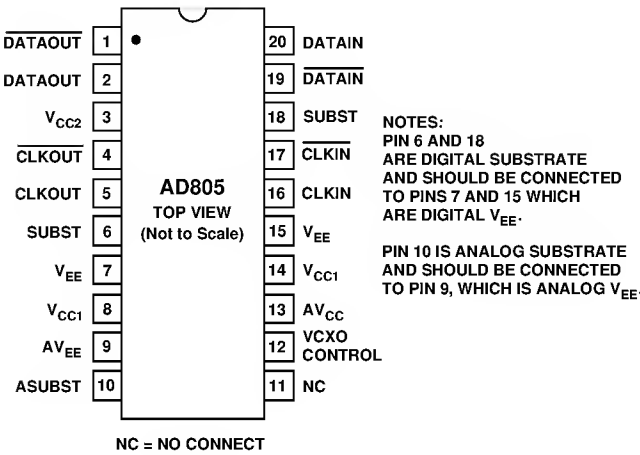 DATAOUT 1
DATAOUT 2
VCC2 3
CLKOUT 4
CLKOUT 5
SUBST 6
VEE 7
VCC1 8
AVEE 9
ASUBST 10
AD805
TOP VIEW
(Not to Scale)
20 DATAIN
19 DATAIN
18 SUBST
17 CLKIN
16 CLKIN
15 VEE
14 VCC1
13 AVCC
12 VCXO
CONTROL
11 NC
NC = NO CONNECT
NOTES:
PIN 6 AND 18
ARE DIGITAL SUBSTRATE
AND SHOULD BE CONNECTED
TO PINS 7 AND 15 WHICH
ARE DIGITAL VEE.
PIN 10 IS ANALOG SUBSTRATE
AND SHOULD BE CONNECTED
TO PIN 9, WHICH IS ANALOG VEE.